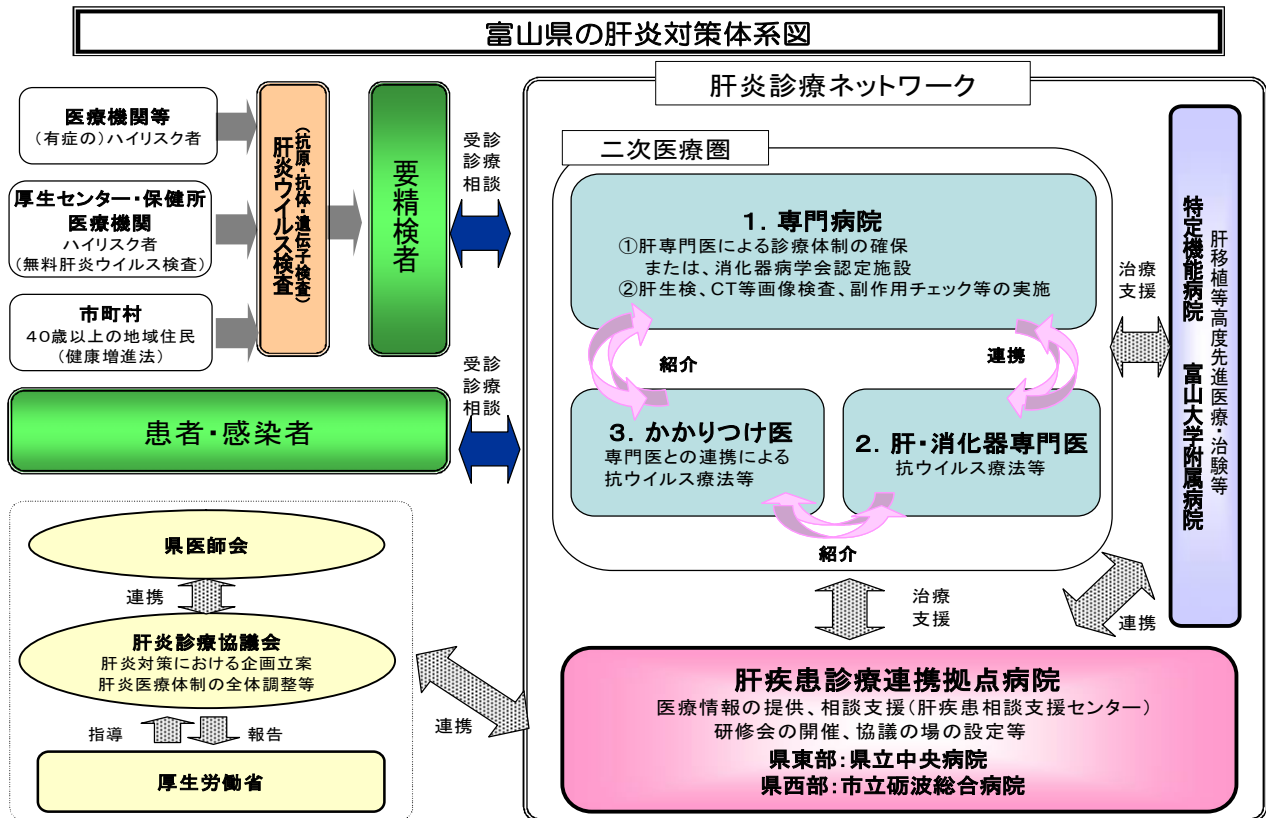 富山県の肝炎対策体系図
医療機関等
(有症の)ハイリスク者
厚生センター・保健所
医療機関
ハイリスク者
(無料肝炎ウイルス検査)
市町村
40歳以上の地域住民
(健康増進法)
肝炎ウイルス検査
(抗原・抗体・遺伝子検査)
要精検者
受診
診療
相談
患者・感染者
受診
診療
相談
県医師会
連携
肝炎診療協議会
肝炎対策における企画立案
肝炎医療体制の全体調整等
指導
報告
厚生労働省
連携
肝炎診療ネットワーク
二次医療圏
1.専門病院
①肝専門医による診療体制の確保
または、消化器病学会認定施設
②肝生検、CT等画像検査、副作用チェック等の実施
紹介
連携
3.かかりつけ医
専門医との連携による
抗ウイルス療法等
2.肝・消化器専門医
抗ウイルス療法等
紹介
治療
支援
治療
支援
連携
特定機能病院 富山大学附属病院
肝移植等高度先進医療・治験等
肝疾患診療連携拠点病院
医療情報の提供、相談支援(肝疾患相談支援センター)
研修会の開催、協議の場の設定等
県東部:県立中央病院
県西部:市立砺波総合病院